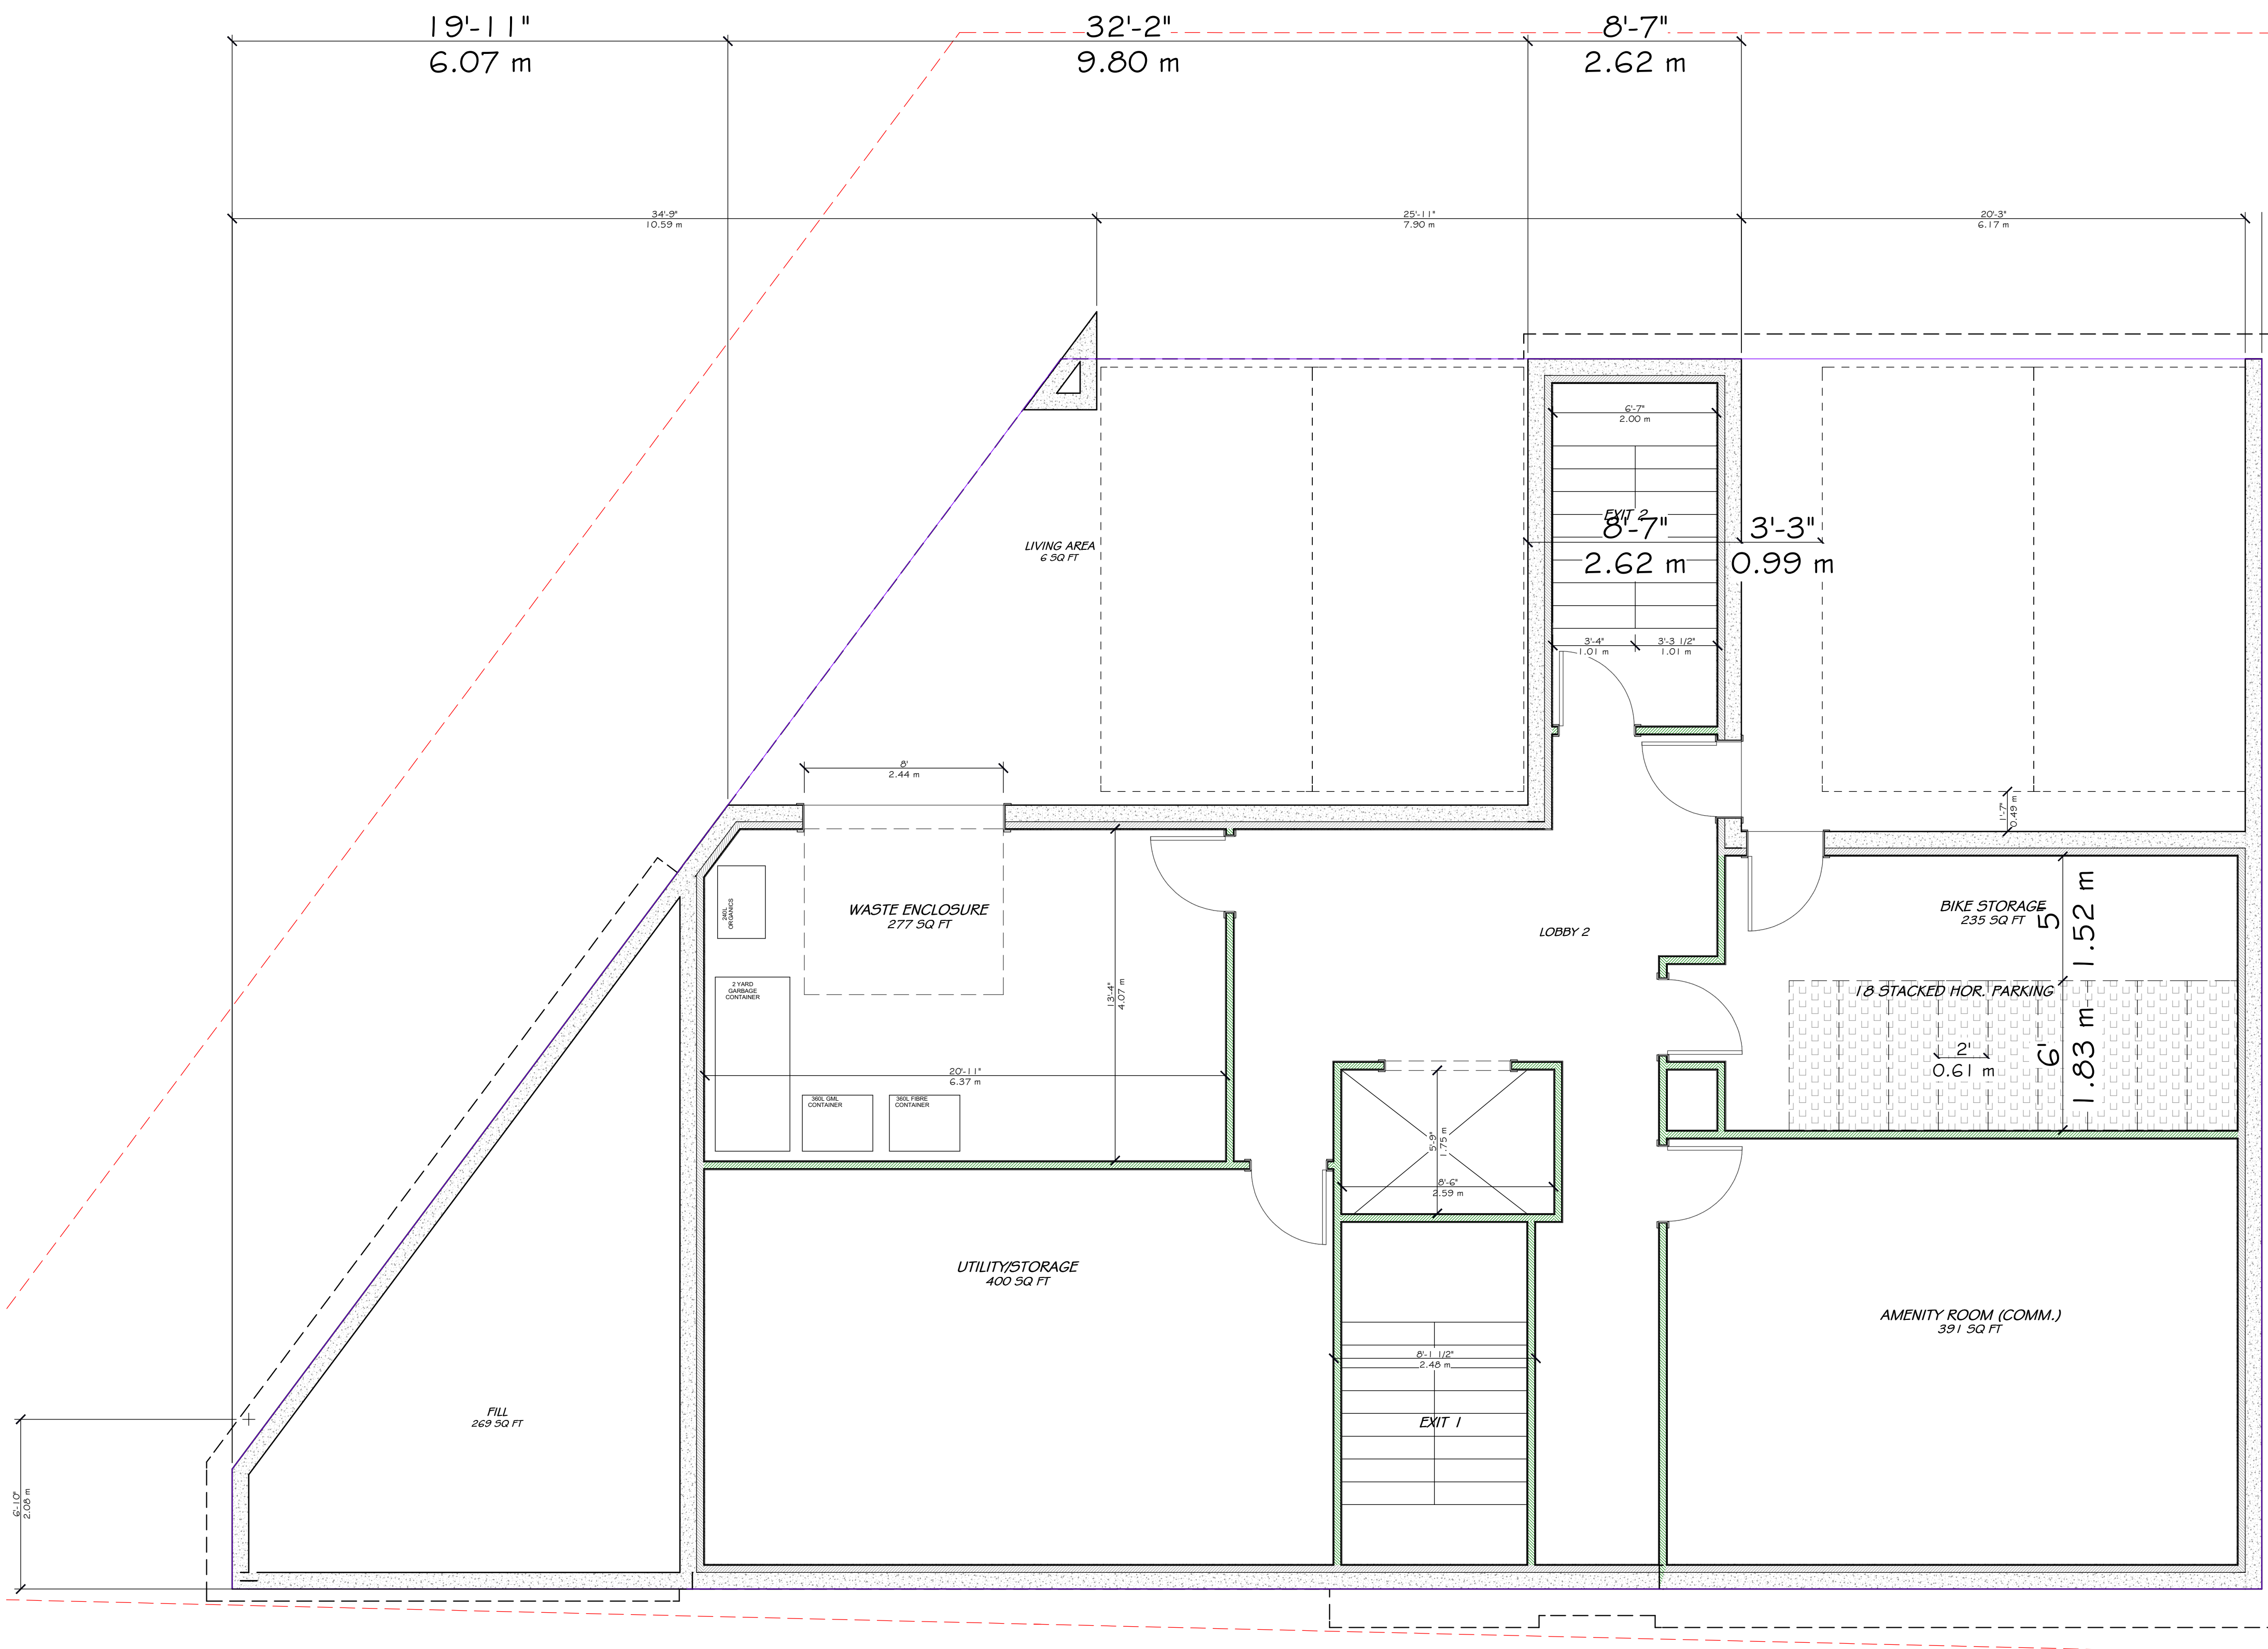 19'-11"
6.07 m
32'-2"
9.80 m
8'-7"
2.62 m
34'-9"
10.59 m
25'-11"
7.90 m
20'-3"
6.17 m
6'-7"
2.00 m
EXIT 2
8'-7"
2.62 m
3'-3"
0.99 m
LIVING AREA
6 SQ FT
3'-4"
1.01 m
3'-3 1/2"
1.01 m
8'
2.44 m
1'-7"
0.49 m
240L
ORGANICS
WASTE ENCLOSURE
277 SQ FT
LOBBY 2
BIKE STORAGE
235 SQ FT
5'
1.52 m
2 YARD
GARBAGE
CONTAINER
13'-4"
4.07 m
18 STACKED HOR. PARKING
6'
1.83 m
2'
0.61 m
20'-11"
6.37 m
360L GML
CONTAINER
360L FIBRE
CONTAINER
5'-9"
1.75 m
8'-6"
2.59 m
UTILITY/STORAGE
400 SQ FT
AMENITY ROOM (COMM.)
391 SQ FT
8'-1 1/2"
2.48 m
EXIT 1
FILL
269 SQ FT
6'-10"
2.08 m